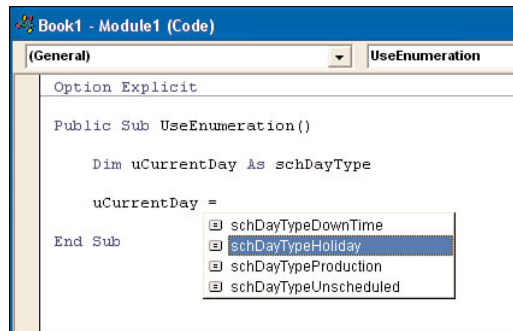 Book1 - Module1 (Code)
(General) UseEnumeration
Option Explicit
Public Sub UseEnumeration()
Dim uCurrentDay As schDayType
uCurrentDay =
schDayTypeDownTime
schDayTypeHoliday
schDayTypeProduction
schDayTypeUnscheduled
End Sub